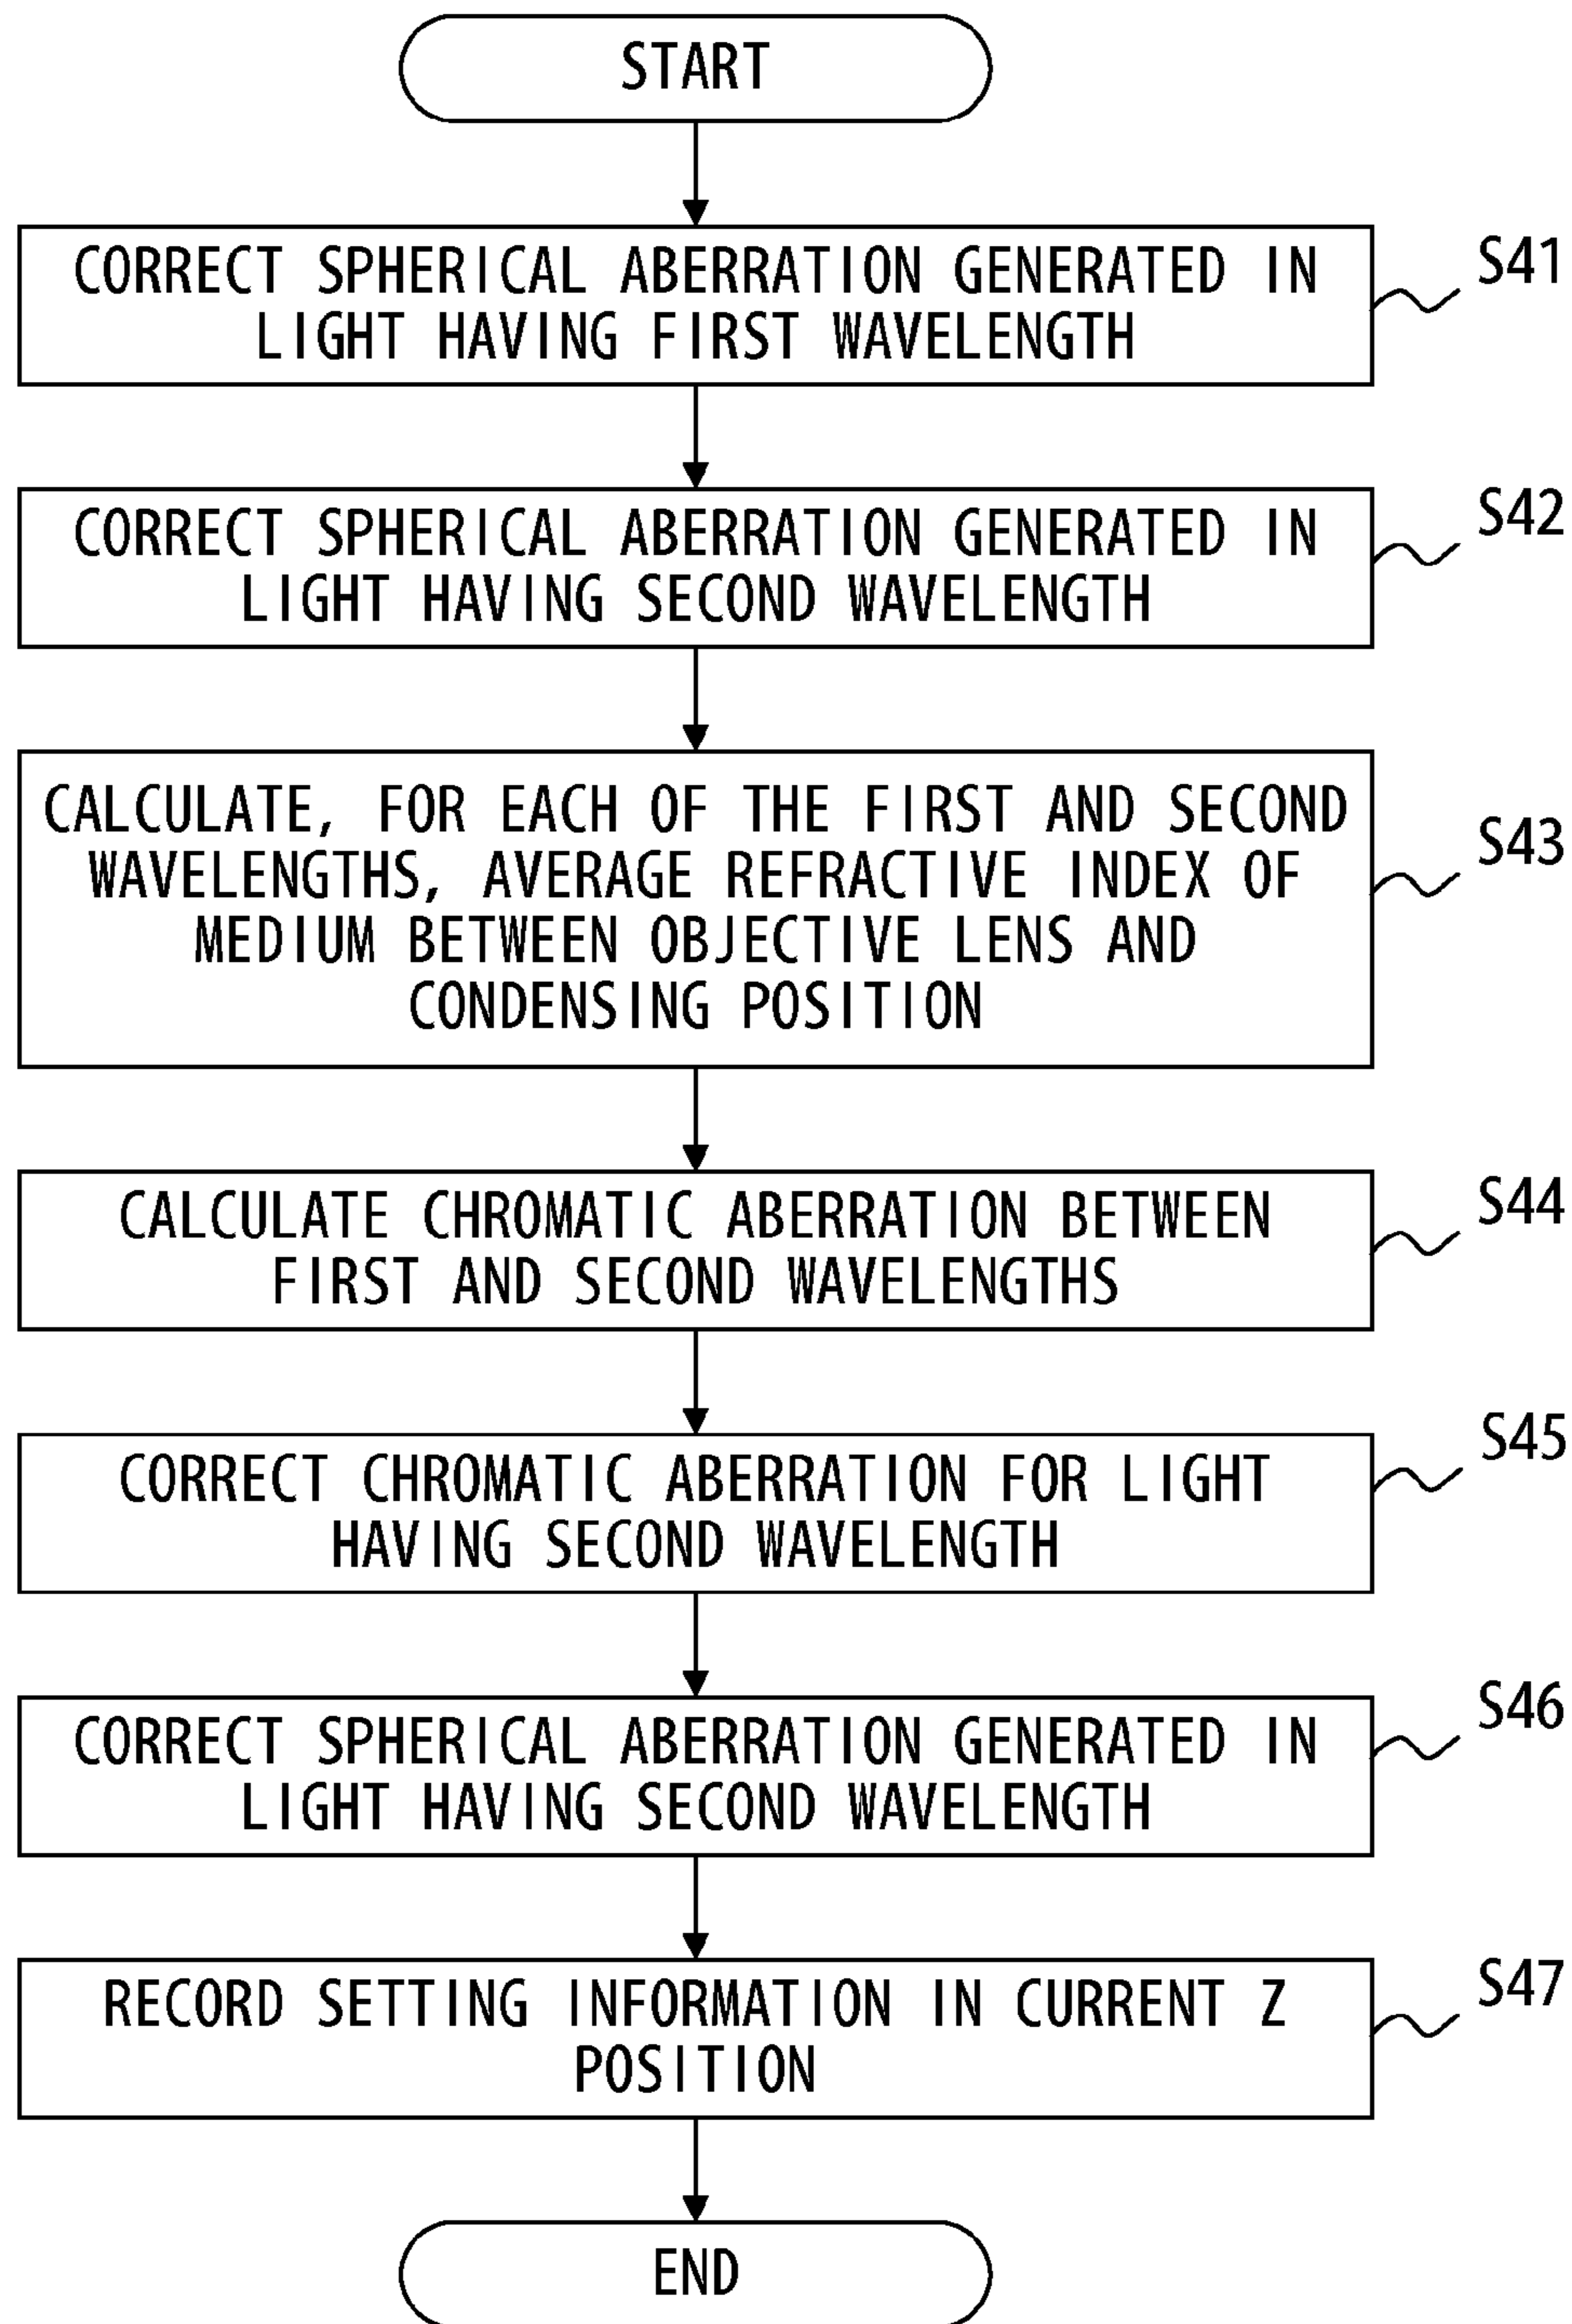 START
CORRECT SPHERICAL ABERRATION GENERATED IN
LIGHT HAVING FIRST WAVELENGTH
S41
CORRECT SPHERICAL ABERRATION GENERATED IN
LIGHT HAVING SECOND WAVELENGTH
S42
CALCULATE, FOR EACH OF THE FIRST AND SECOND
WAVELENGTHS, AVERAGE REFRACTIVE INDEX OF
MEDIUM BETWEEN OBJECTIVE LENS AND
CONDENSING POSITION
S43
CALCULATE CHROMATIC ABERRATION BETWEEN
FIRST AND SECOND WAVELENGTHS
S44
CORRECT CHROMATIC ABERRATION FOR LIGHT
HAVING SECOND WAVELENGTH
S45
CORRECT SPHERICAL ABERRATION GENERATED IN
LIGHT HAVING SECOND WAVELENGTH
S46
RECORD SETTING INFORMATION IN CURRENT Z
POSITION
S47
END